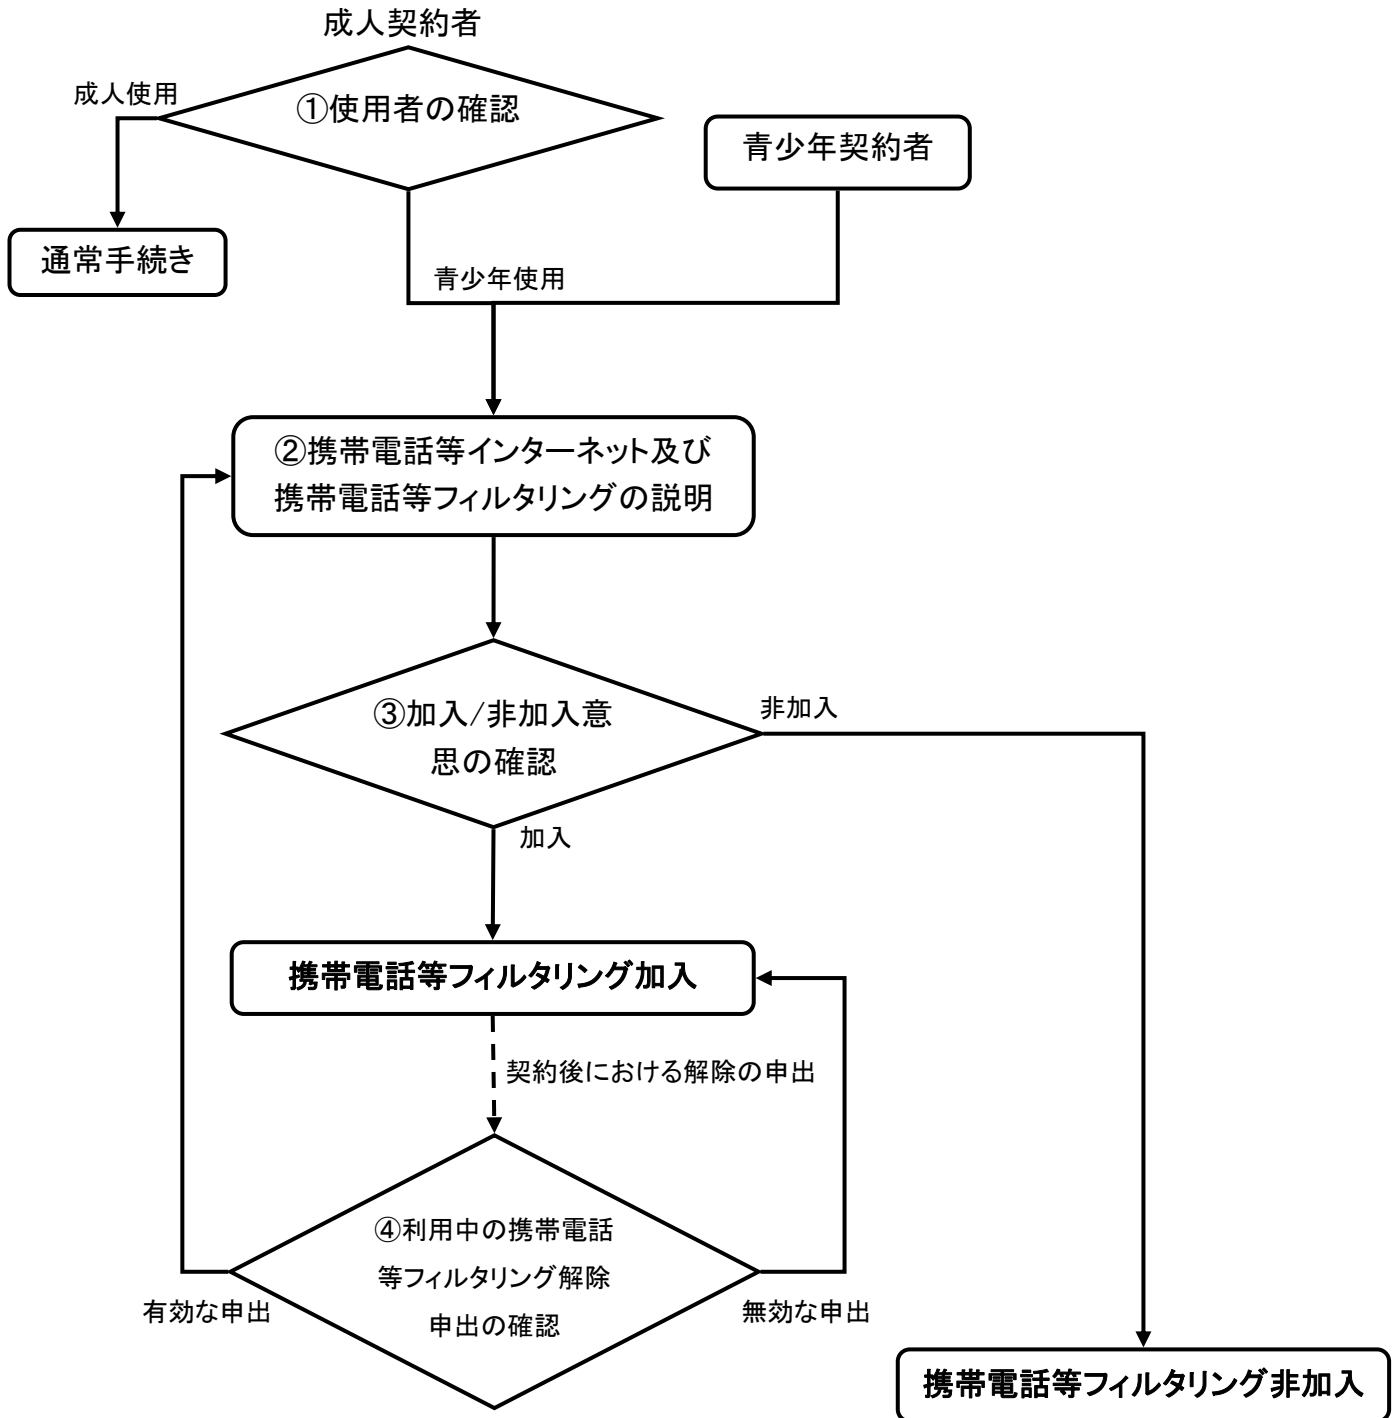 成人契約者
成人使用
①使用者の確認
青少年契約者
通常手続き
青少年使用
②携帯電話等インターネット及び
携帯電話等フィルタリングの説明
③加入/非加入意
思の確認
非加入
加入
携帯電話等フィルタリング加入
契約後における解除の申出
④利用中の携帯電話
等フィルタリング解除
申出の確認
有効な申出
無効な申出
携帯電話等フィルタリング非加入